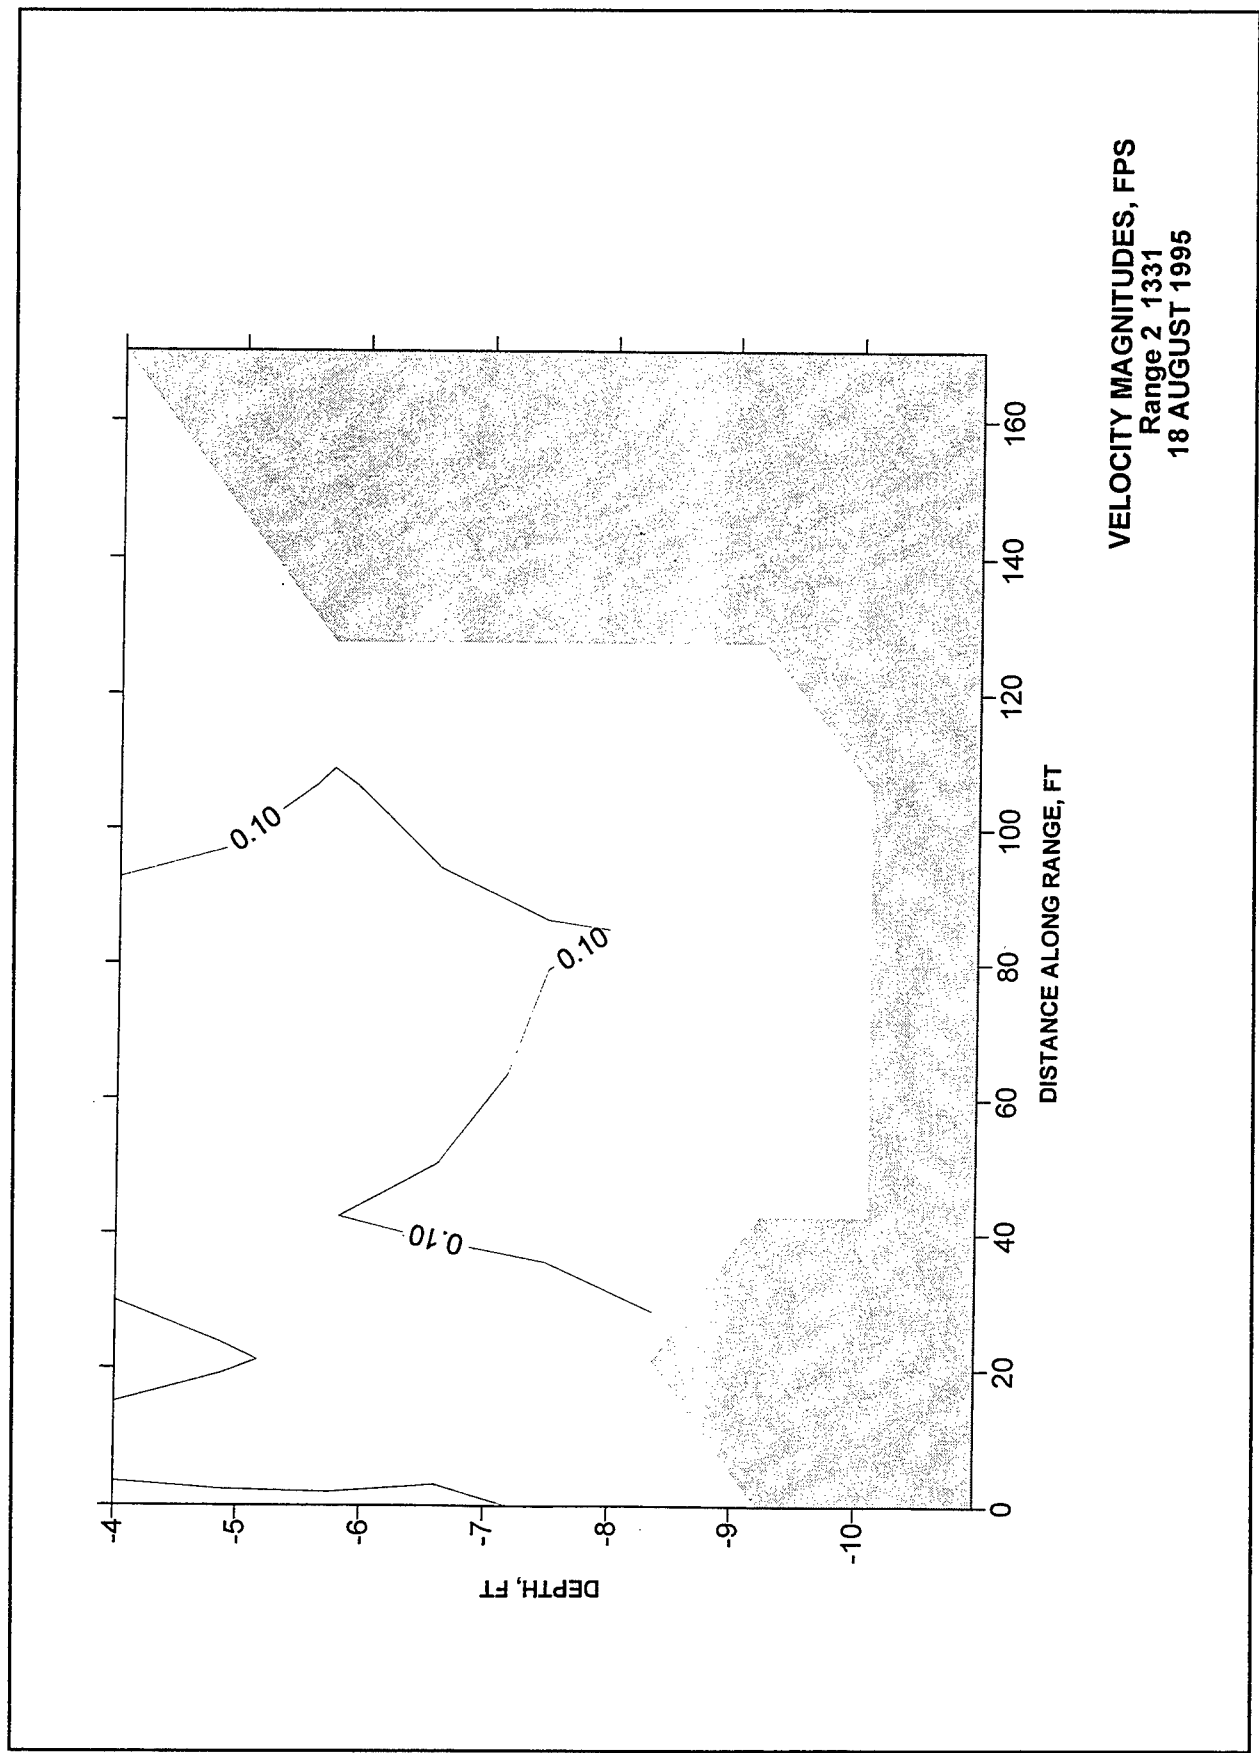 -4
-5
-6
-7
-8
-9
-10
DEPTH, FT
0.10
0.10
0.10
0 20 40 60 80 100 120 140 160
DISTANCE ALONG RANGE, FT
VELOCITY MAGNITUDES, FPS
Range 2 1331
18 AUGUST 1995